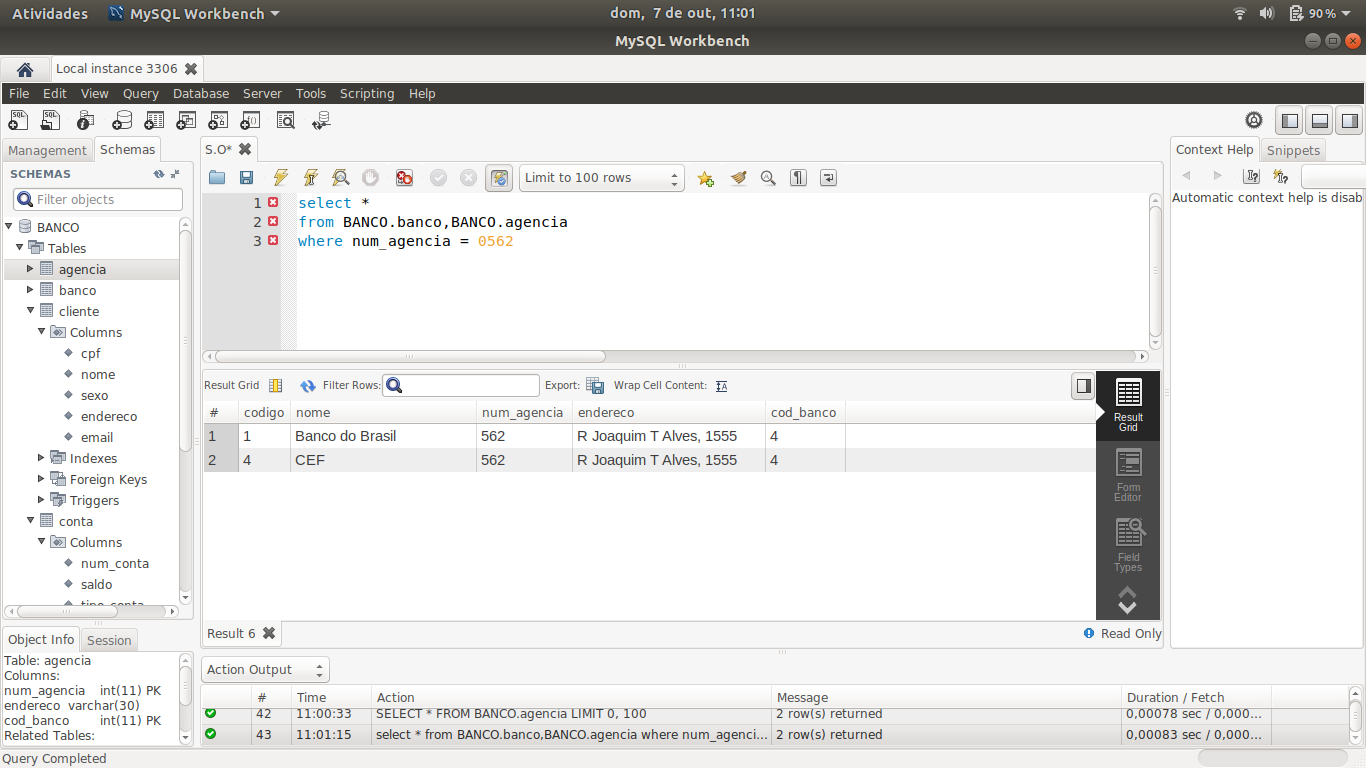 Atividades MySQL Workbench dom, 7 de out, 11:01 90%
MySQL Workbench
Local instance 3306
File Edit View Query Database Server Tools Scripting Help
Management Schemas
SCHEMAS
Filter objects
BANCO
Tables
agencia
banco
cliente
Columns
cpf
nome
sexo
endereco
email
Indexes
Foreign Keys
Triggers
conta
Columns
num_conta
saldo
tipo_conta
Object Info Session
Table: agencia
Columns:
num_agencia int(11) PK
endereco varchar(30)
cod_banco int(11) PK
Related Tables:
S.O*
Limit to 100 rows
1 select *
2 from BANCO.banco,BANCO.agencia
3 where num_agencia = 0562
Result Grid Filter Rows: Export: Wrap Cell Content:
# codigo nome num_agencia endereco cod_banco
1 1 Banco do Brasil 562 R Joaquim T Alves, 1555 4
2 4 CEF 562 R Joaquim T Alves, 1555 4
Result
Grid
Form
Editor
Field
Types
Result 6 Read Only
Context Help Snippets
Automatic context help is disab
Action Output
# Time Action Message Duration / Fetch
42 11:00:33 SELECT * FROM BANCO.agencia LIMIT 0, 100 2 row(s) returned 0,00078 sec / 0,000...
43 11:01:15 select * from BANCO.banco,BANCO.agencia where num_agenci... 2 row(s) returned 0,00083 sec / 0,000...
Query Completed